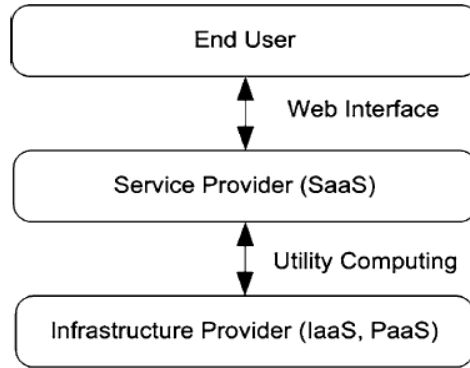 End User
Web Interface
Service Provider (SaaS)
Utility Computing
Infrastructure Provider (IaaS, PaaS)